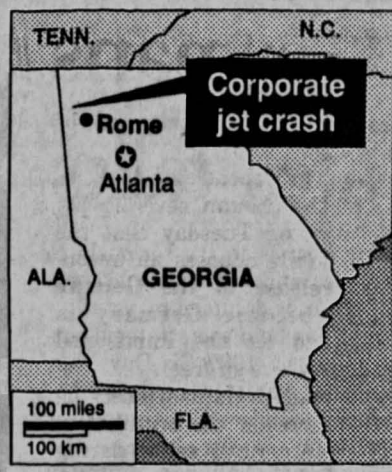 TENN.
N.C.
Corporate
jet crash
Rome
Atlanta
ALA.
GEORGIA
100 miles
100 km
FLA.